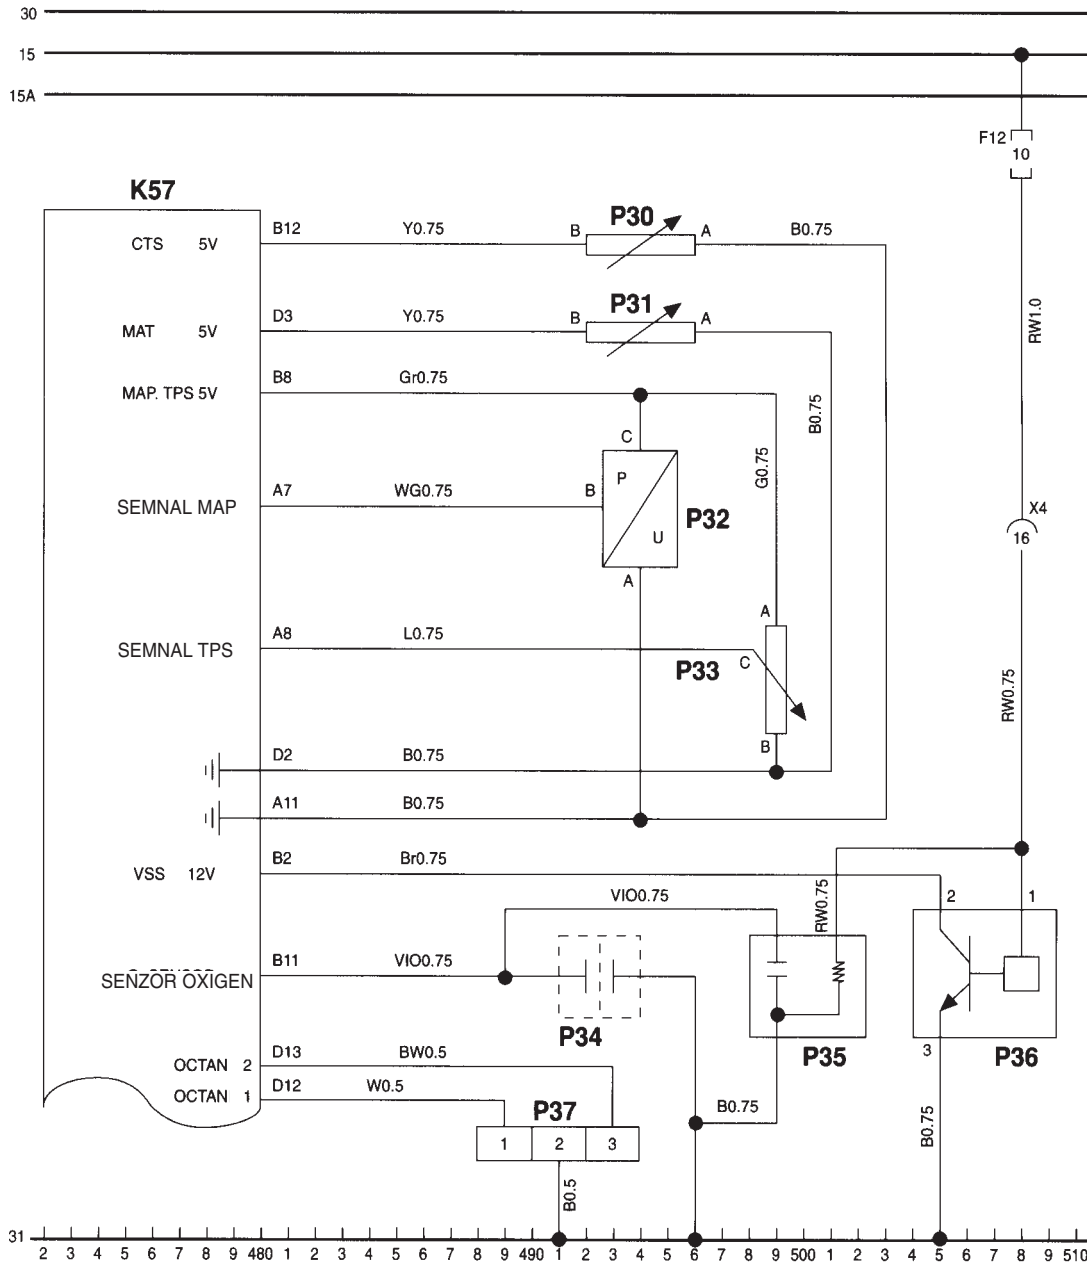 30
15
15A
F12
10
K57
CTS 5V
B12
Y0.75
B
P30
A
B0.75
MAT 5V
D3
Y0.75
B
P31
A
RW1.0
MAP. TPS 5V
B8
Gr0.75
B0.75
C
G0.75
SEMNAL MAP
A7
WG0.75
B
P
U
P32
X4
16
A
A
SEMNAL TPS
A8
L0.75
P33
C
RW0.75
B
D2
B0.75
A11
B0.75
VSS 12V
B2
Br0.75
VIO0.75
RW0.75
2
1
SENZOR OXIGEN
B11
VIO0.75
P34
P35
3
P36
OCTAN 2
D13
BW0.5
OCTAN 1
D12
W0.5
P37
B0.75
B0.75
1 2 3
B0.5
31
2 3 4 5 6 7 8 9 480 1 2 3 4 5 6 7 8 9 490 1 2 3 4 5 6 7 8 9 500 1 2 3 4 5 6 7 8 9 510